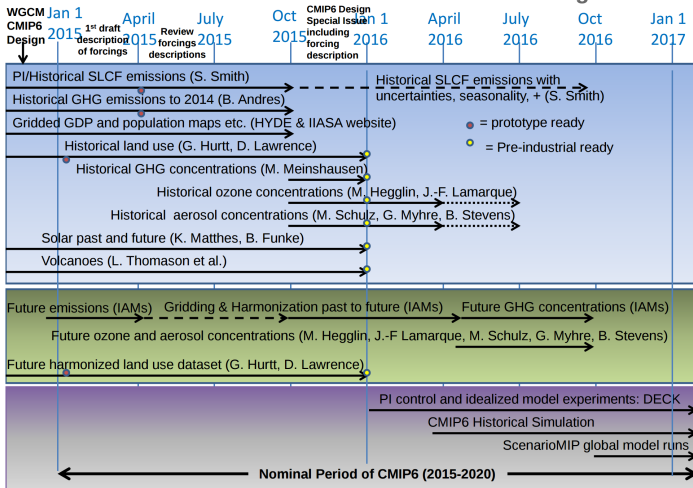 WGCM
CMIP6
Design
Jan 1
2015
1st draft
description
of forcings
April
2015
Review
forcings
descriptions
July
2015
Oct
2015
CMIP6 Design
Special Issue
including
forcing
description
Jan 1
2016
April
2016
July
2016
Oct
2016
Jan 1
2017
PI/Historical SLCF emissions (S. Smith)
Historical SLCF emissions with
uncertainties, seasonality, + (S. Smith)
Historical GHG emissions to 2014 (B. Andres)
Gridded GDP and population maps etc. (HYDE & IIASA website)
= prototype ready
Historical land use (G. Hurtt, D. Lawrence)
= Pre-industrial ready
Historical GHG concentrations (M. Meinshausen)
Historical ozone concentrations (M. Hegglin, J.-F. Lamarque)
Historical aerosol concentrations (M. Schulz, G. Myhre, B. Stevens)
Solar past and future (K. Matthes, B. Funke)
Volcanoes (L. Thomason et al.)
Future emissions (IAMs)
Gridding & Harmonization past to future (IAMs)
Future GHG concentrations (IAMs)
Future ozone and aerosol concentrations (M. Hegglin, J.-F Lamarque, M. Schulz, G. Myhre, B. Stevens)
Future harmonized land use dataset (G. Hurtt, D. Lawrence)
PI control and idealized model experiments: DECK
CMIP6 Historical Simulation
ScenarioMIP global model runs
Nominal Period of CMIP6 (2015-2020)